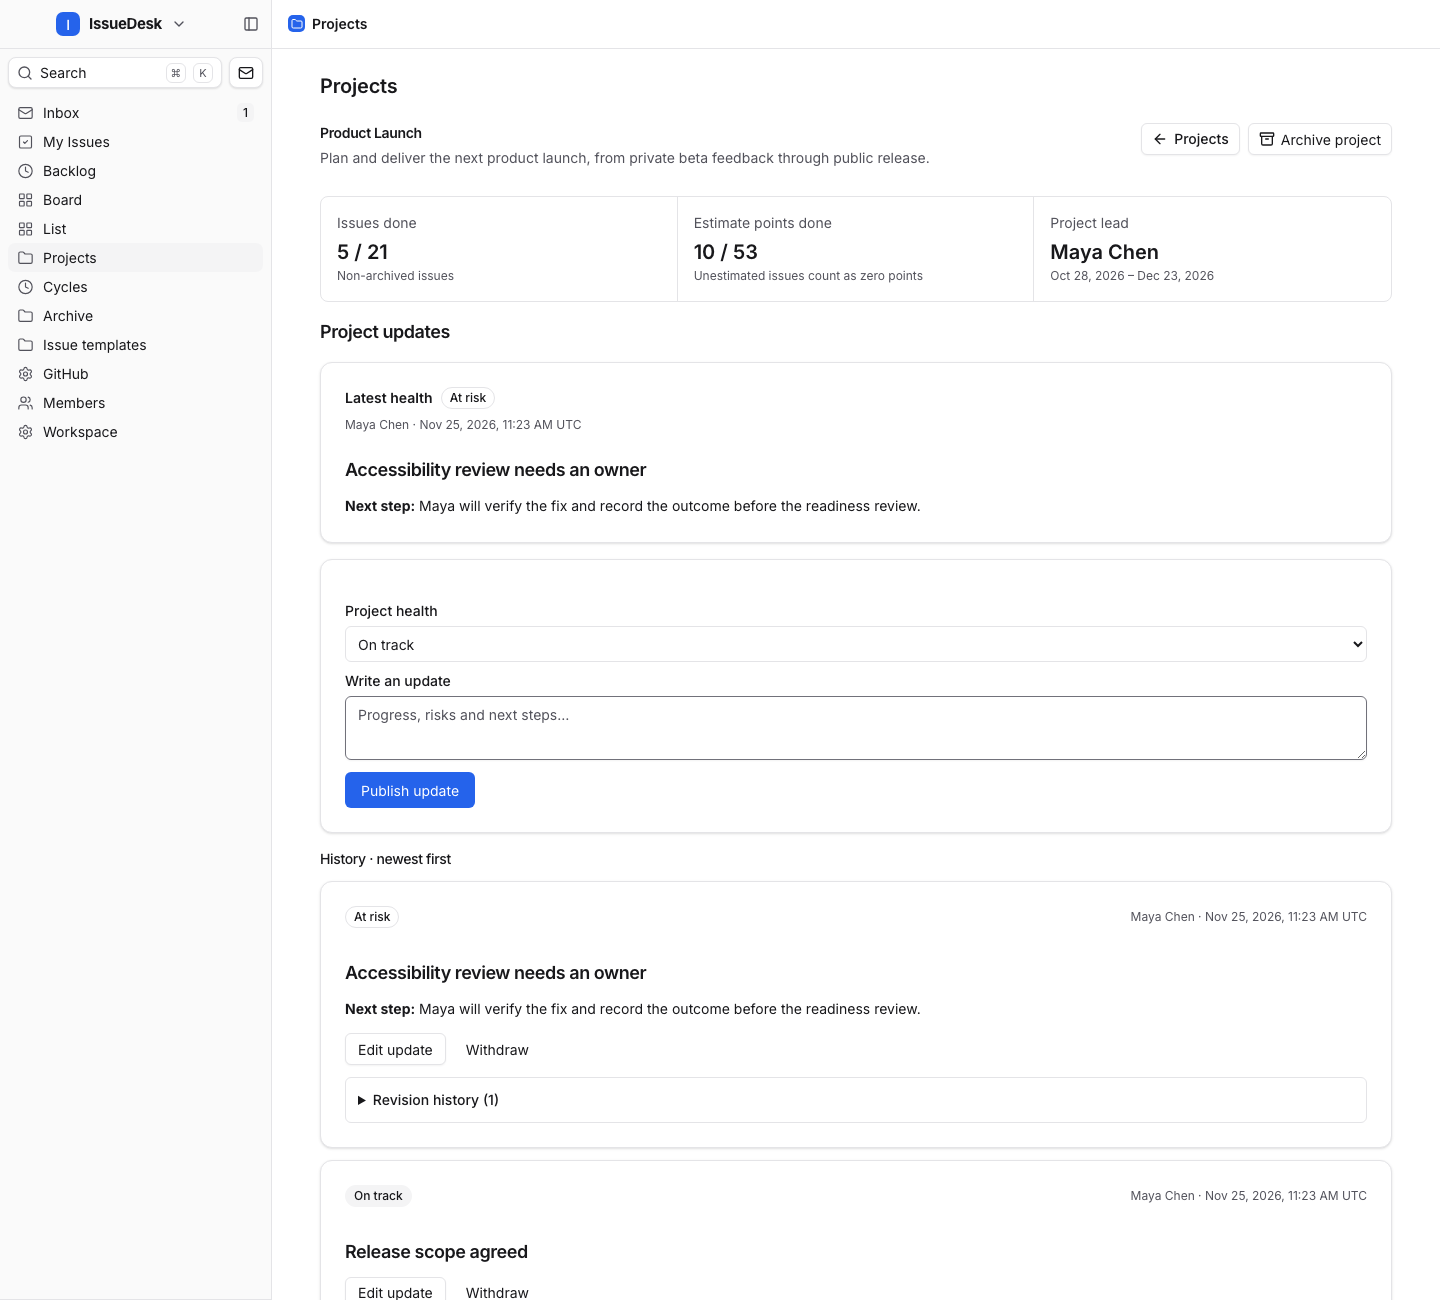 IssueDesk
Search ⌘ K
Inbox 1
My Issues
Backlog
Board
List
Projects
Cycles
Archive
Issue templates
GitHub
Members
Workspace
Projects
Projects
Product Launch
Plan and deliver the next product launch, from private beta feedback through public release.
Projects
Archive project
Issues done
5 / 21
Non-archived issues
Estimate points done
10 / 53
Unestimated issues count as zero points
Project lead
Maya Chen
Oct 28, 2026 – Dec 23, 2026
Project updates
Latest health At risk
Maya Chen · Nov 25, 2026, 11:23 AM UTC
Accessibility review needs an owner
Next step: Maya will verify the fix and record the outcome before the readiness review.
Project health
On track
Write an update
Progress, risks and next steps...
Publish update
History · newest first
At risk
Maya Chen · Nov 25, 2026, 11:23 AM UTC
Accessibility review needs an owner
Next step: Maya will verify the fix and record the outcome before the readiness review.
Edit update Withdraw
Revision history (1)
On track
Maya Chen · Nov 25, 2026, 11:23 AM UTC
Release scope agreed
Edit update Withdraw